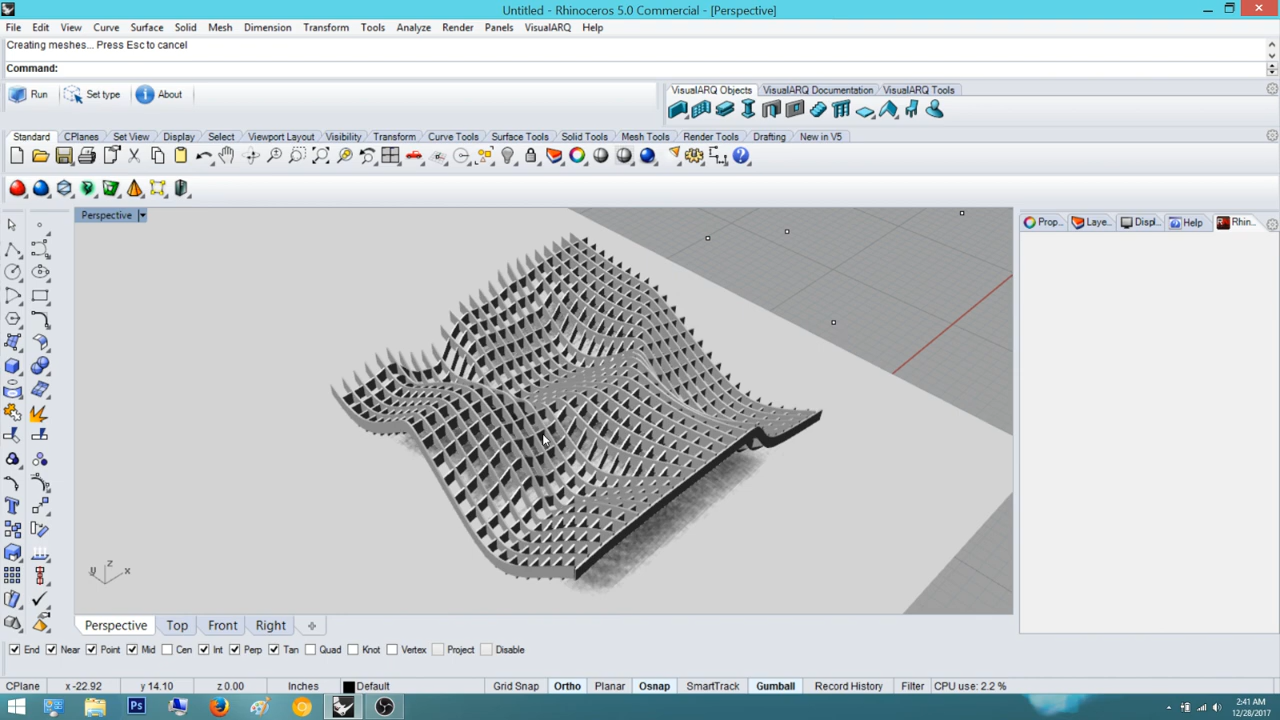 Untitled - Rhinoceros 5.0 Commercial - [Perspective]
File Edit View Curve Surface Solid Mesh Dimension Transform Tools Analyze Render Panels VisualARQ Help
Creating meshes... Press Esc to cancel
Command:
Run Set type About
VisualARQ Objects VisualARQ Documentation VisualARQ Tools
Standard CPlanes Set View Display Select Viewport Layout Visibility Transform Curve Tools Surface Tools Solid Tools Mesh Tools Render Tools Drafting New in V5
Perspective
Prop... Laye... Displ... Help Rhin...
z
y x
Perspective Top Front Right
End Near Point Mid Cen Int Perp Tan Quad Knot Vertex Project Disable
CPlane x -22.92 y 14.10 z 0.00 Inches Default Grid Snap Ortho Planar Osnap SmartTrack Gumball Record History Filter CPU use: 2.2 %
Ps
2:41 AM
12/28/2017